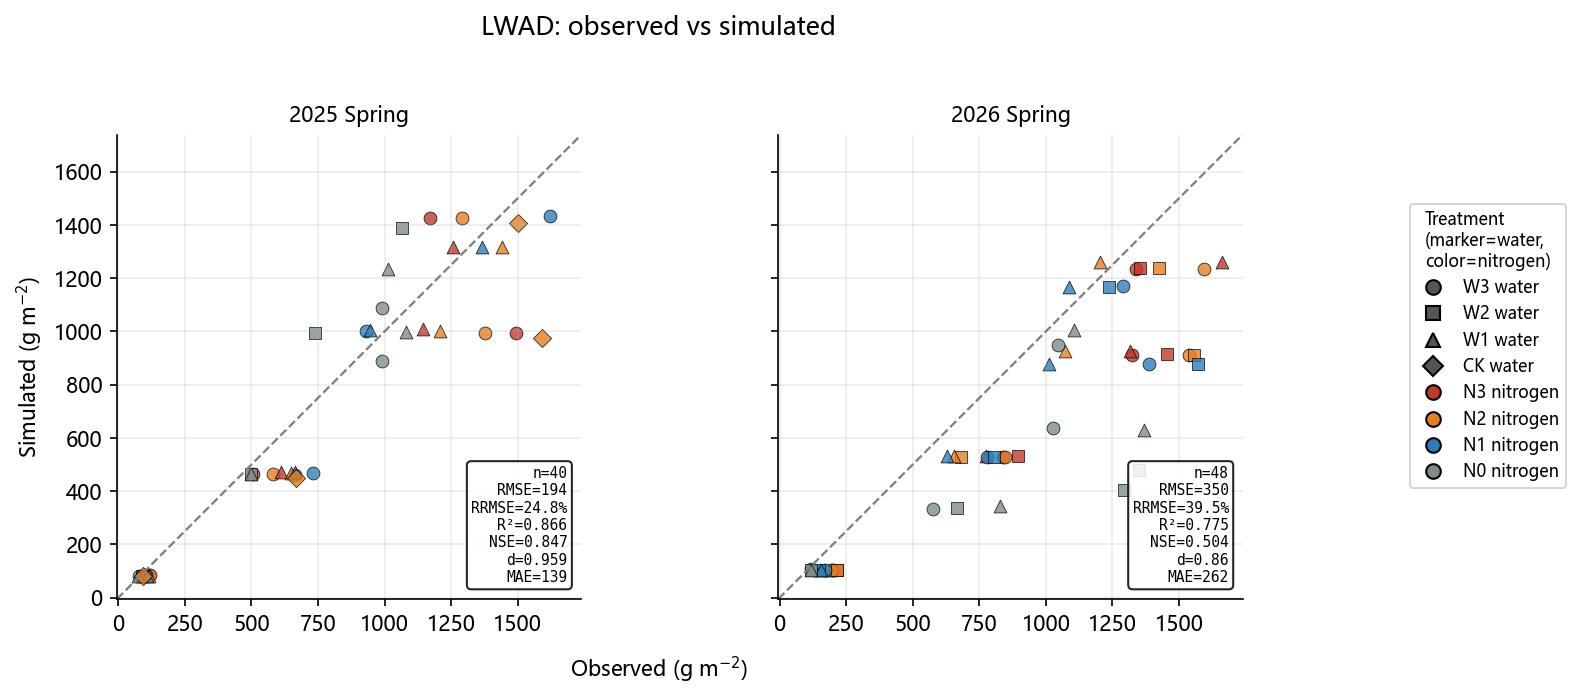 LWAD: observed vs simulated
2025 Spring
2026 Spring
Simulated (g m⁻²)
1600
1400
1200
1000
800
600
400
200
0
0 250 500 750 1000 1250 1500
0 250 500 750 1000 1250 1500
Observed (g m⁻²)
n=40
RMSE=194
RRMSE=24.8%
R²=0.866
NSE=0.847
d=0.959
MAE=139
n=48
RMSE=350
RRMSE=39.5%
R²=0.775
NSE=0.504
d=0.86
MAE=262
Treatment
(marker=water,
color=nitrogen)
W3 water
W2 water
W1 water
CK water
N3 nitrogen
N2 nitrogen
N1 nitrogen
N0 nitrogen